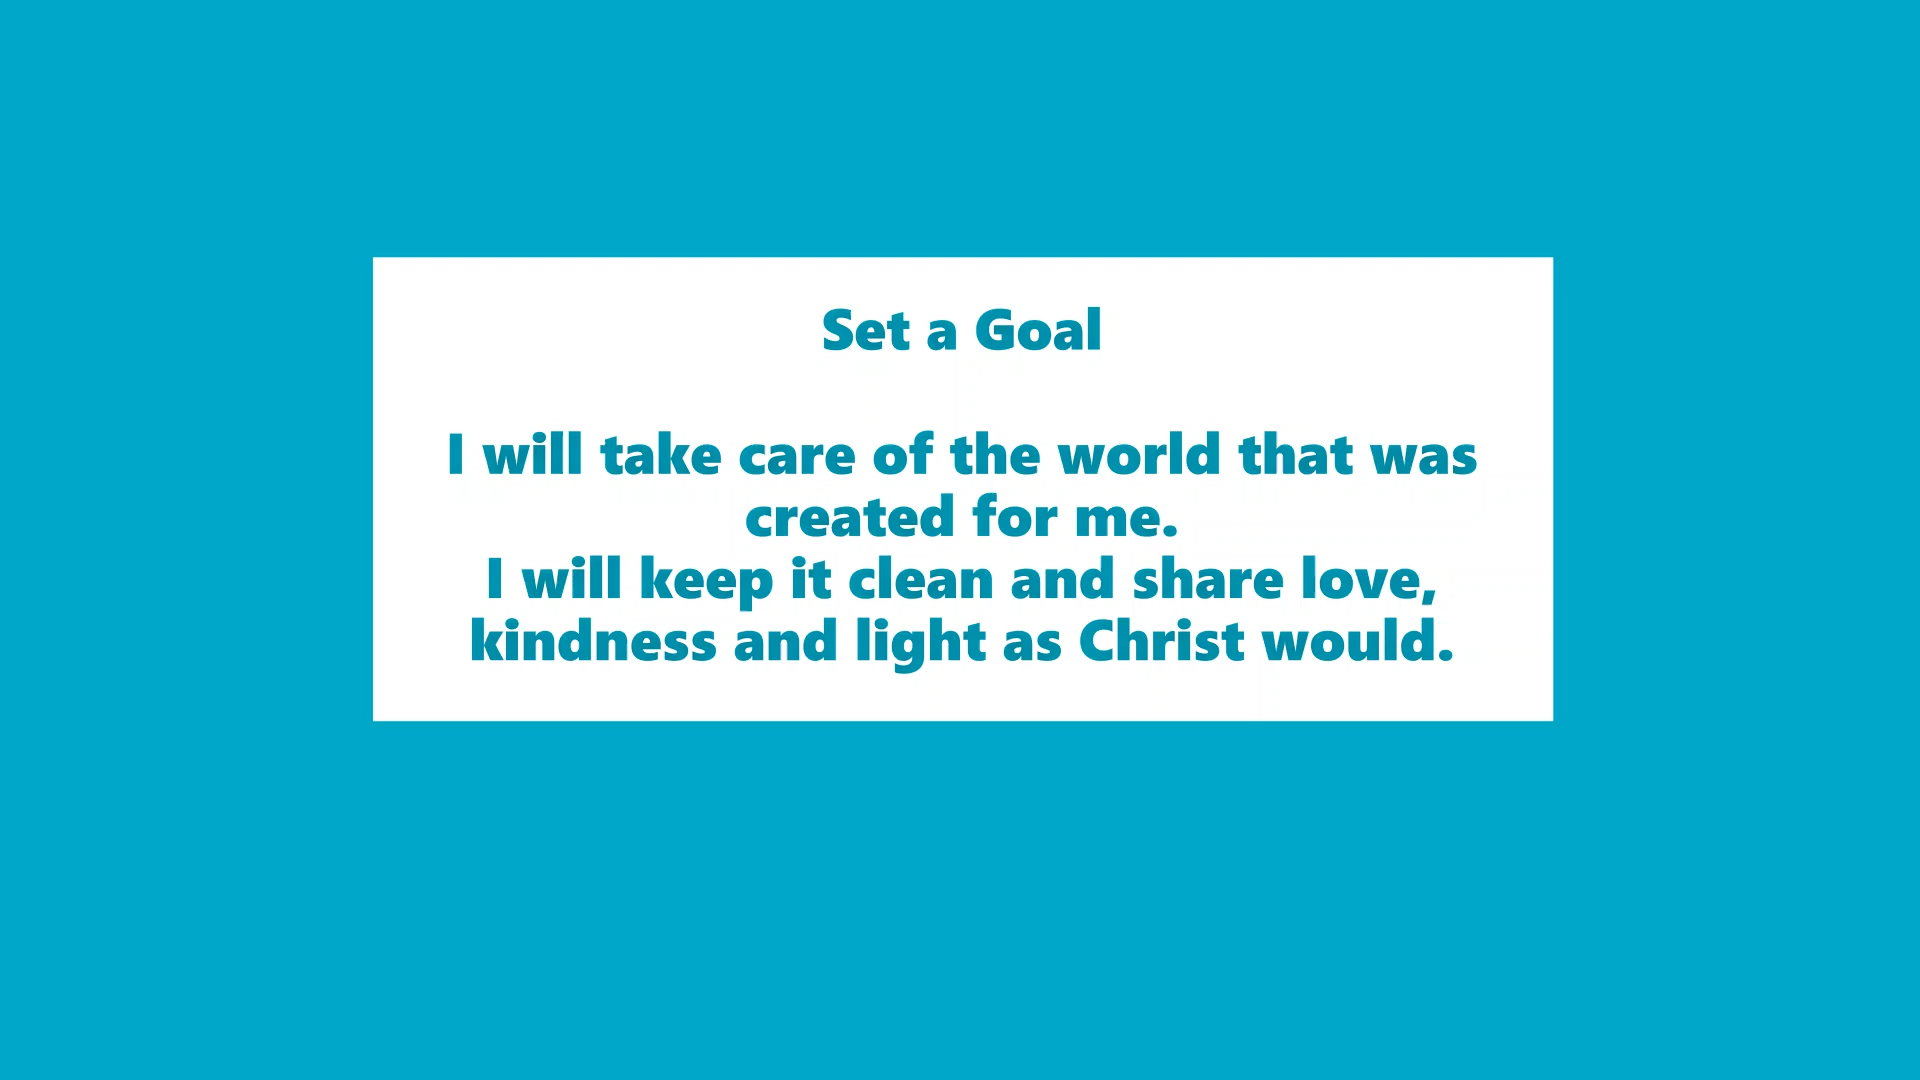 Set a Goal
I will take care of the world that was
created for me.
I will keep it clean and share love,
kindness and light as Christ would.